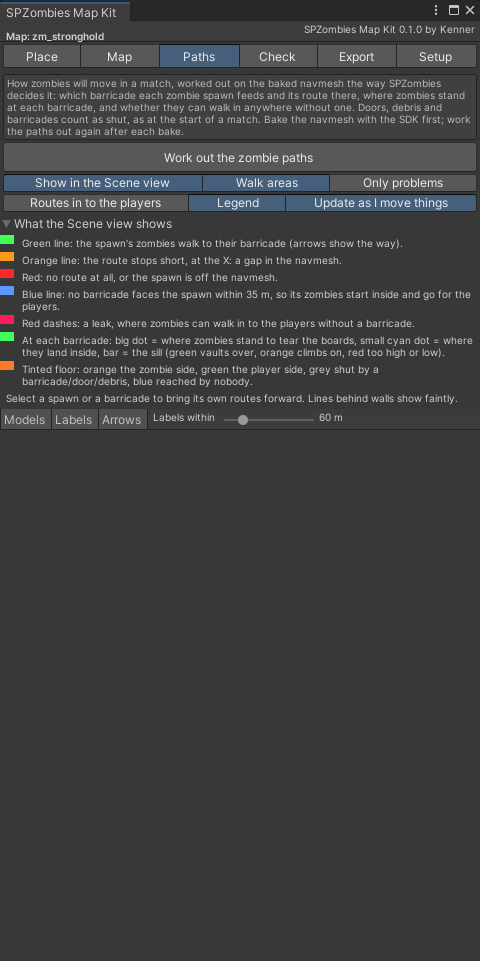 SPZombies Map Kit
SPZombies Map Kit 0.1.0 by Kenner
Map: zm_stronghold
Place
Map
Paths
Check
Export
Setup
How zombies will move in a match, worked out on the baked navmesh the way SPZombies
decides it: which barricade each zombie spawn feeds and its route there, where zombies stand
at each barricade, and whether they can walk in anywhere without one. Doors, debris and
barricades count as shut, as at the start of a match. Bake the navmesh with the SDK first; work
the paths out again after each bake.
Work out the zombie paths
Show in the Scene view
Walk areas
Only problems
Routes in to the players
Legend
Update as I move things
What the Scene view shows
Green line: the spawn's zombies walk to their barricade (arrows show the way).
Orange line: the route stops short, at the X: a gap in the navmesh.
Red: no route at all, or the spawn is off the navmesh.
Blue line: no barricade faces the spawn within 35 m, so its zombies start inside and go for the
players.
Red dashes: a leak, where zombies can walk in to the players without a barricade.
At each barricade: big dot = where zombies stand to tear the boards, small cyan dot = where
they land inside, bar = the sill (green vaults over, orange climbs on, red too high or low).
Tinted floor: orange the zombie side, green the player side, grey shut by a
barricade/door/debris, blue reached by nobody.
Select a spawn or a barricade to bring its own routes forward. Lines behind walls show faintly.
Models
Labels
Arrows
Labels within
60 m